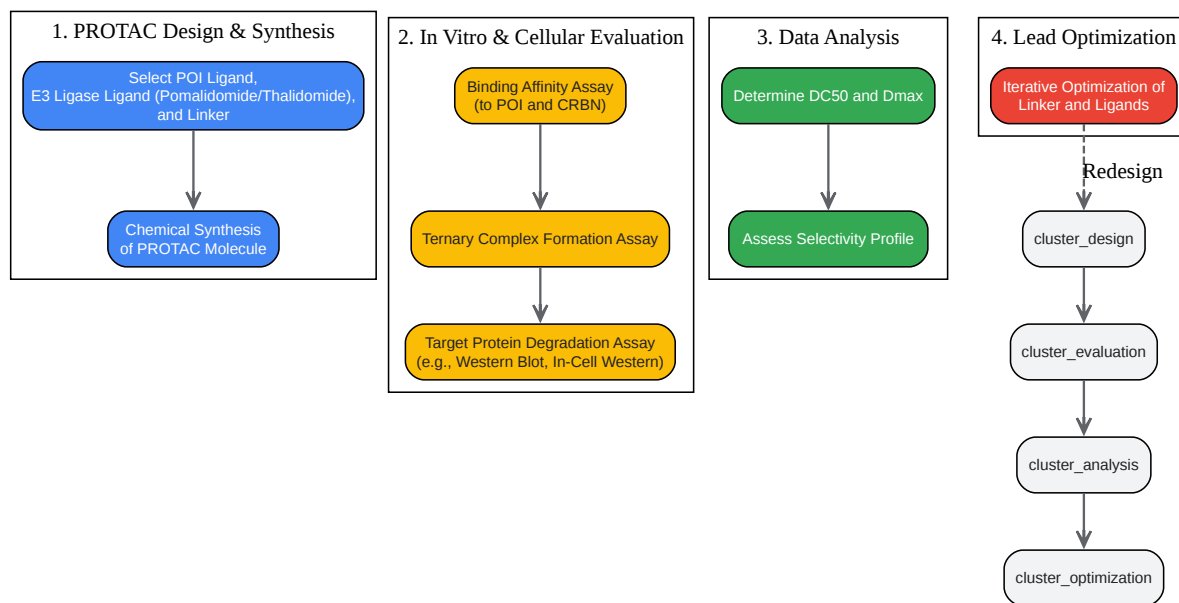 1. PROTAC Design & Synthesis
Select POI Ligand,
E3 Ligase Ligand (Pomalidomide/Thalidomide),
and Linker
Chemical Synthesis
of PROTAC Molecule
2. In Vitro & Cellular Evaluation
Binding Affinity Assay
(to POI and CRBN)
Ternary Complex Formation Assay
Target Protein Degradation Assay
(e.g., Western Blot, In-Cell Western)
3. Data Analysis
Determine DC50 and Dmax
Assess Selectivity Profile
4. Lead Optimization
Iterative Optimization of
Linker and Ligands
Redesign
cluster_design
cluster_evaluation
cluster_analysis
cluster_optimization